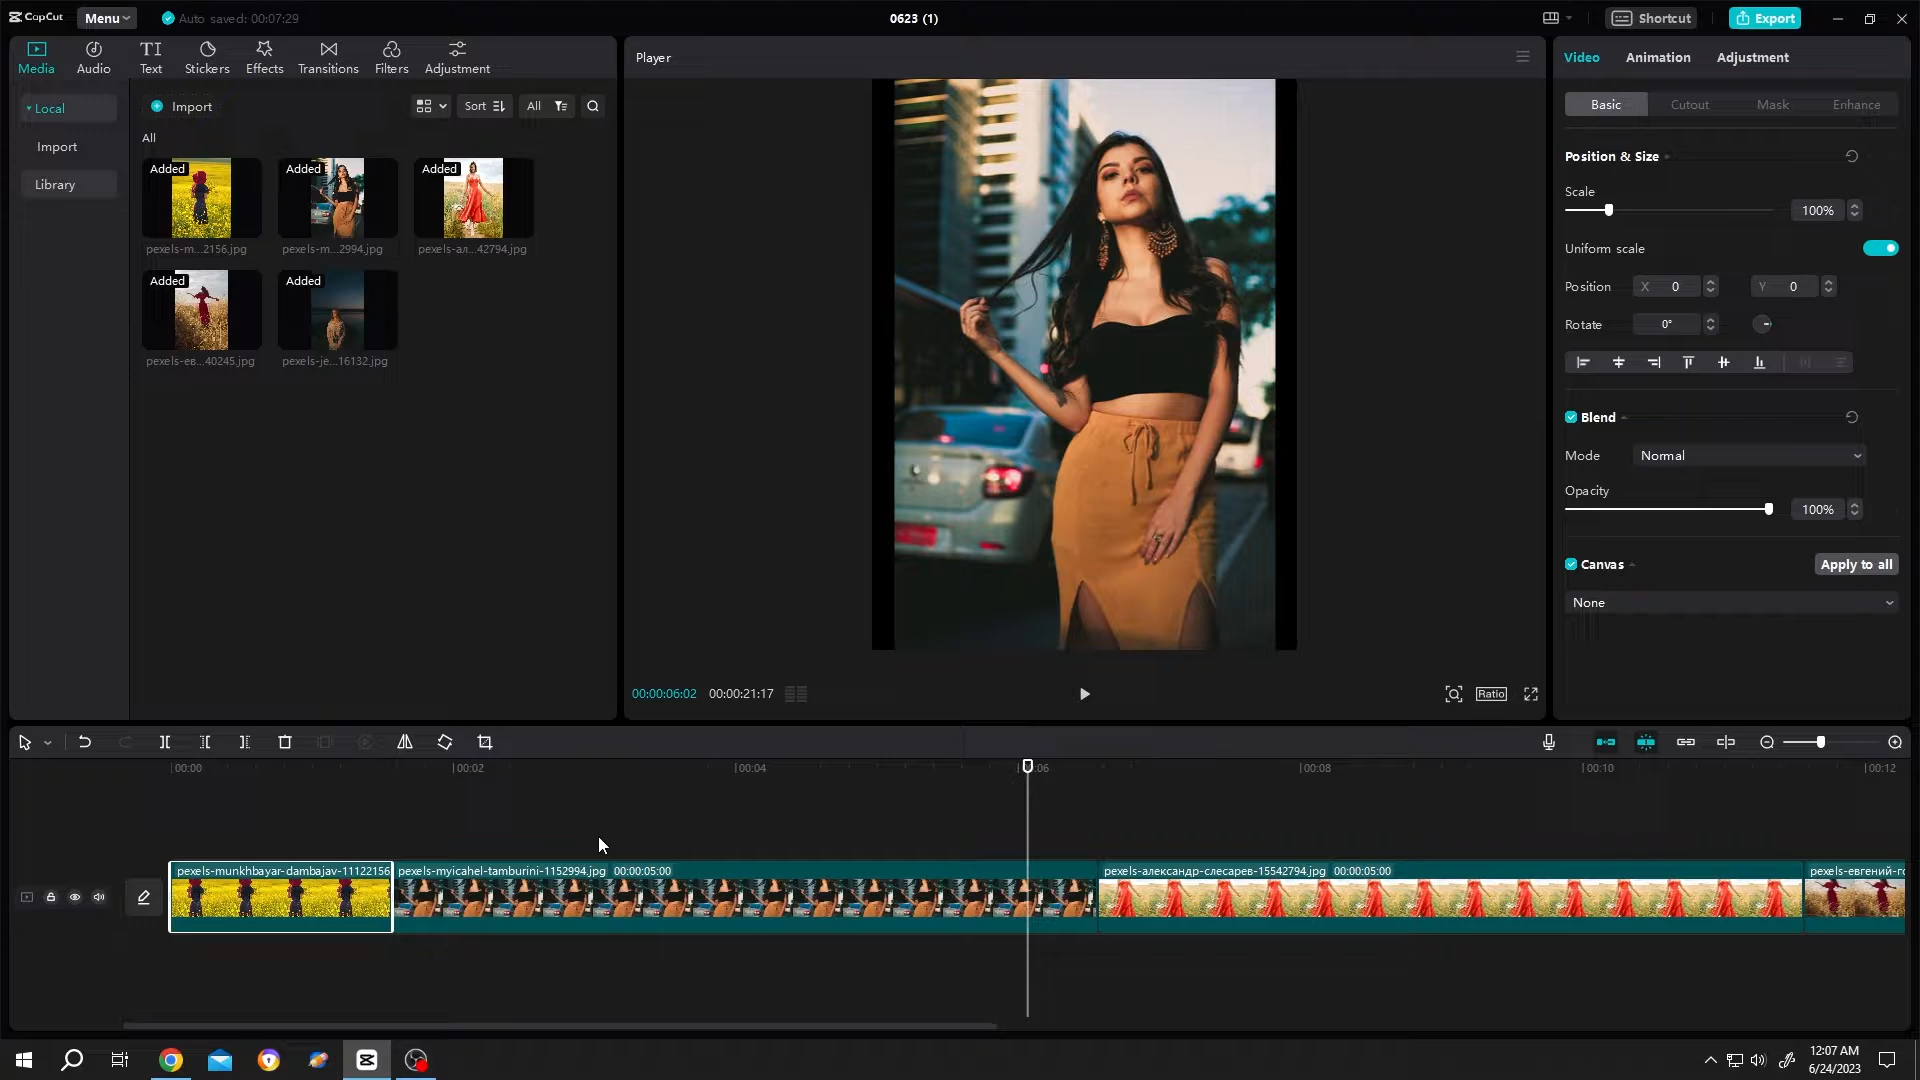 CapCut
Menu
Auto saved: 00:07:29
0623 (1)
Shortcut
Export
Media
Audio
TI
Text
Stickers
Effects
Transitions
Filters
Adjustment
Player
Video
Animation
Adjustment
Local
Import
Library
Import
Sort
All
All
Added
pexels-m...2156.jpg
Added
pexels-m...2994.jpg
Added
pexels-ал...42794.jpg
Added
pexels-ев...40245.jpg
Added
pexels-je...16132.jpg
Basic
Cutout
Mask
Enhance
Position & Size
Scale
100%
Uniform scale
Position
X 0
Y 0
Rotate
0°
Blend
Mode
Normal
Opacity
100%
Canvas
Apply to all
None
00:00:06:02
00:00:21:17
Ratio
00:00
00:02
00:04
00:06
00:08
00:10
00:12
pexels-munkhbayar-dambajav-11122156
pexels-myicahel-tamburini-1152994.jpg 00:00:05:00
pexels-александр-слесарев-15542794.jpg 00:00:05:00
pexels-евгений-го
12:07 AM
6/24/2023